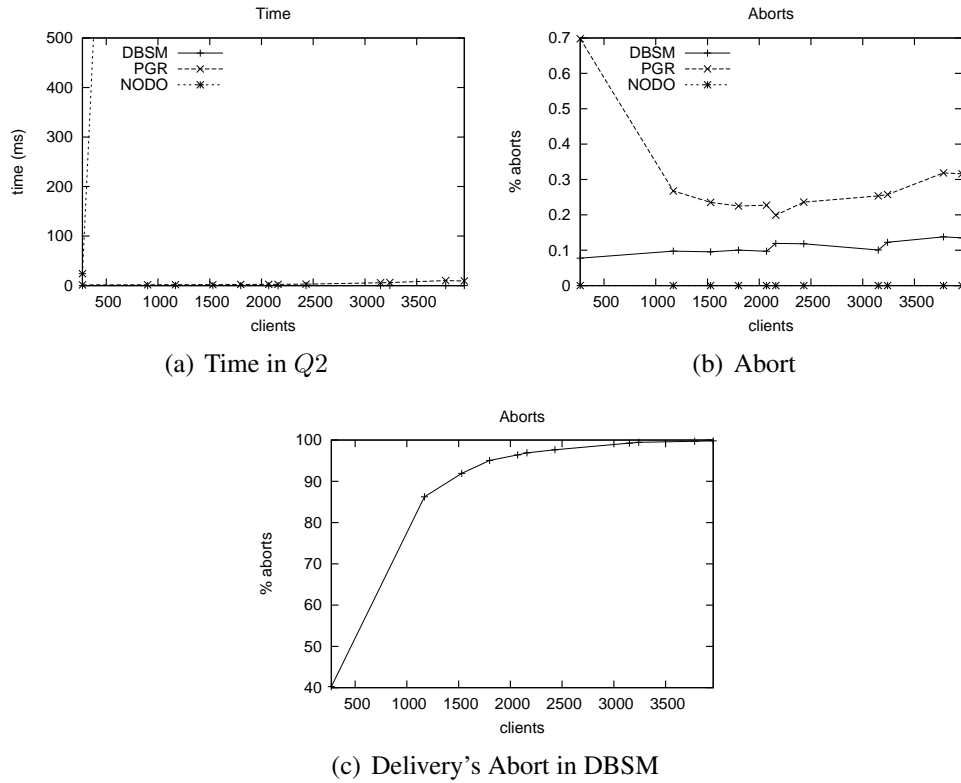 Time
500
400
300
200
100
0
time (ms)
DBSM
PGR
NODO
500 1000 1500 2000 2500 3000 3500
clients
(a) Time in Q2
Aborts
0.7
0.6
0.5
0.4
0.3
0.2
0.1
0
% aborts
DBSM
PGR
NODO
500 1000 1500 2000 2500 3000 3500
clients
(b) Abort
Aborts
100
90
80
70
60
50
40
% aborts
500 1000 1500 2000 2500 3000 3500
clients
(c) Delivery's Abort in DBSM